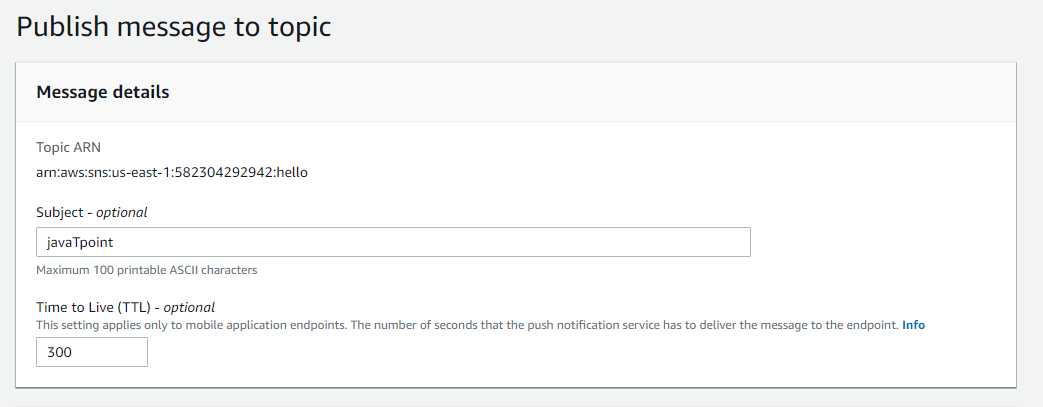 Publish message to topic
Message details
Topic ARN
arn:aws:sns:us-east-1:582304292942:hello
Subject - optional
javaTpoint
Maximum 100 printable ASCII characters
Time to Live (TTL) - optional
This setting applies only to mobile application endpoints. The number of seconds that the push notification service has to deliver the message to the endpoint. Info
300